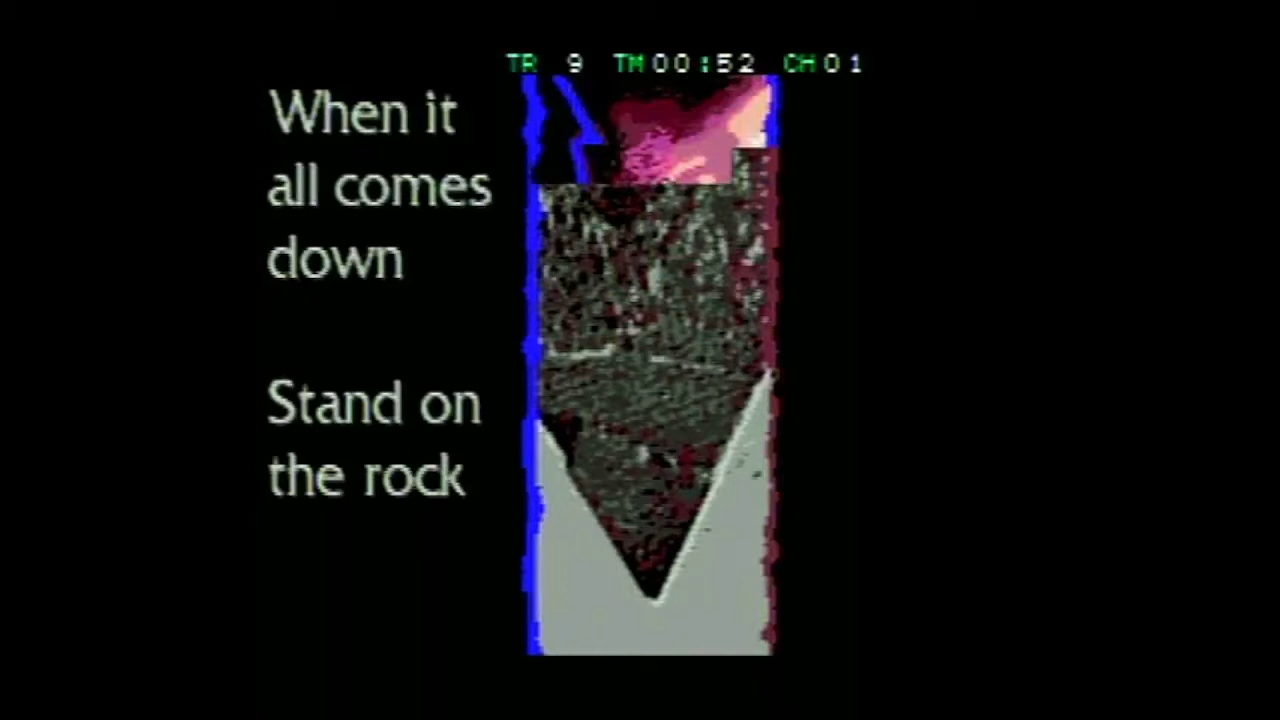 TR 9 TM00:52 CH01
When it
all comes
down
Stand on
the rock